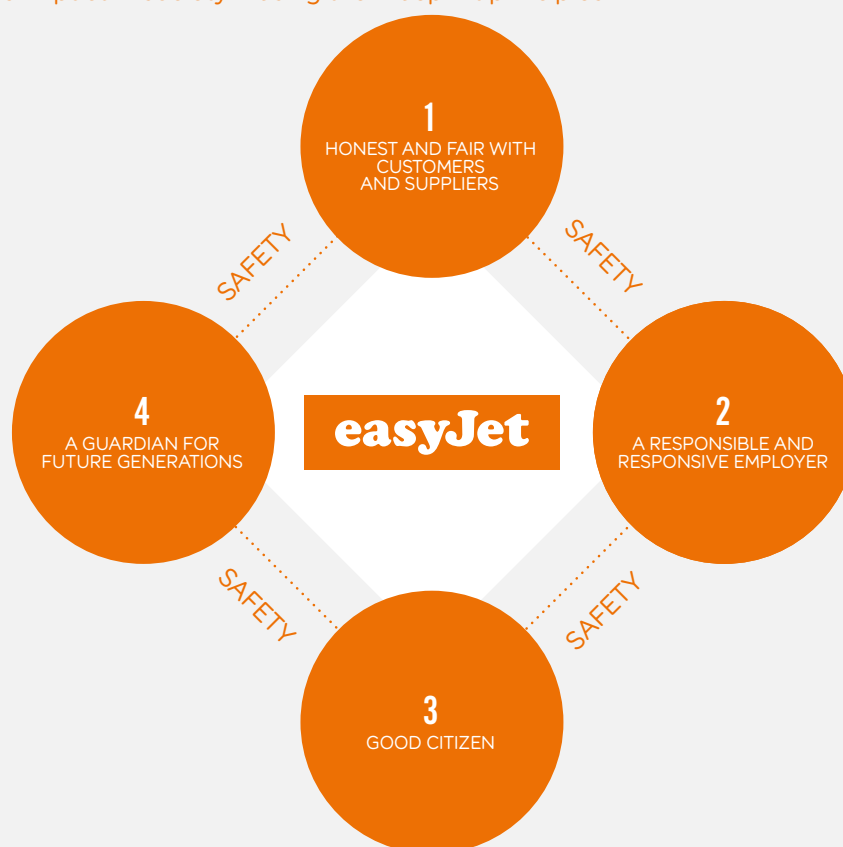 1
HONEST AND FAIR WITH
CUSTOMERS
AND SUPPLIERS
SAFETY
SAFETY
4
A GUARDIAN FOR
FUTURE GENERATIONS
easyJet
2
A RESPONSIBLE AND
RESPONSIVE EMPLOYER
SAFETY
SAFETY
3
GOOD CITIZEN